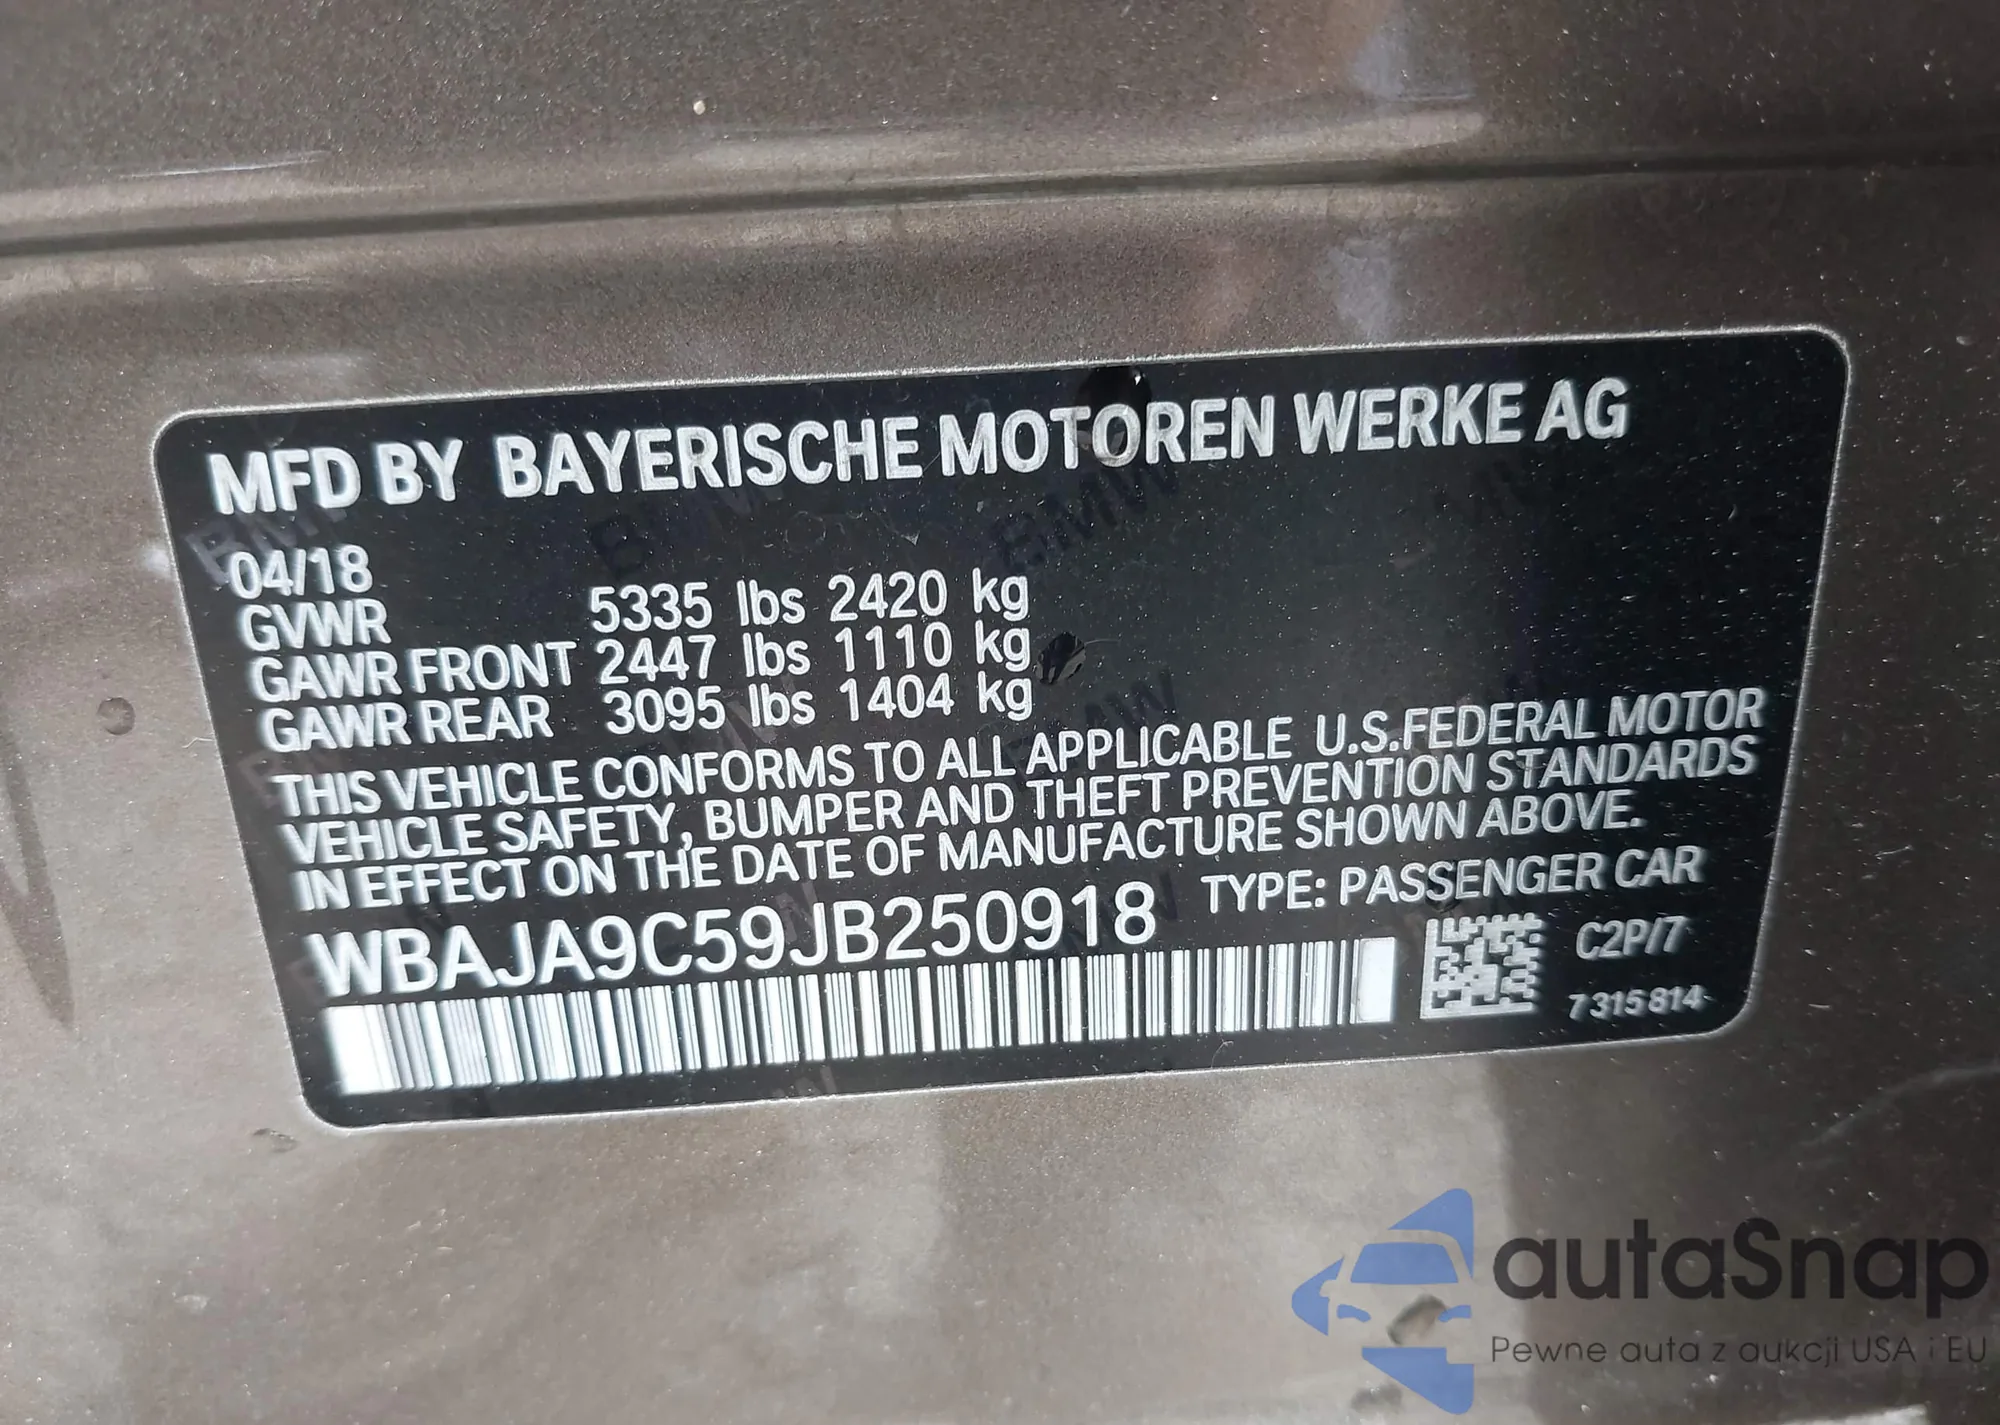 MFD BY BAYERISCHE MOTOREN WERKE AG
04/18
GVWR 5335 lbs 2420 kg
GAWR FRONT 2447 lbs 1110 kg
GAWR REAR 3095 lbs 1404 kg
THIS VEHICLE CONFORMS TO ALL APPLICABLE U.S.FEDERAL MOTOR
VEHICLE SAFETY, BUMPER AND THEFT PREVENTION STANDARDS
IN EFFECT ON THE DATE OF MANUFACTURE SHOWN ABOVE.
WBAJA9C59JB250918 TYPE: PASSENGER CAR
C2P/7
7 315 814
autaSnap
Pewne auta z aukcji USA i EU